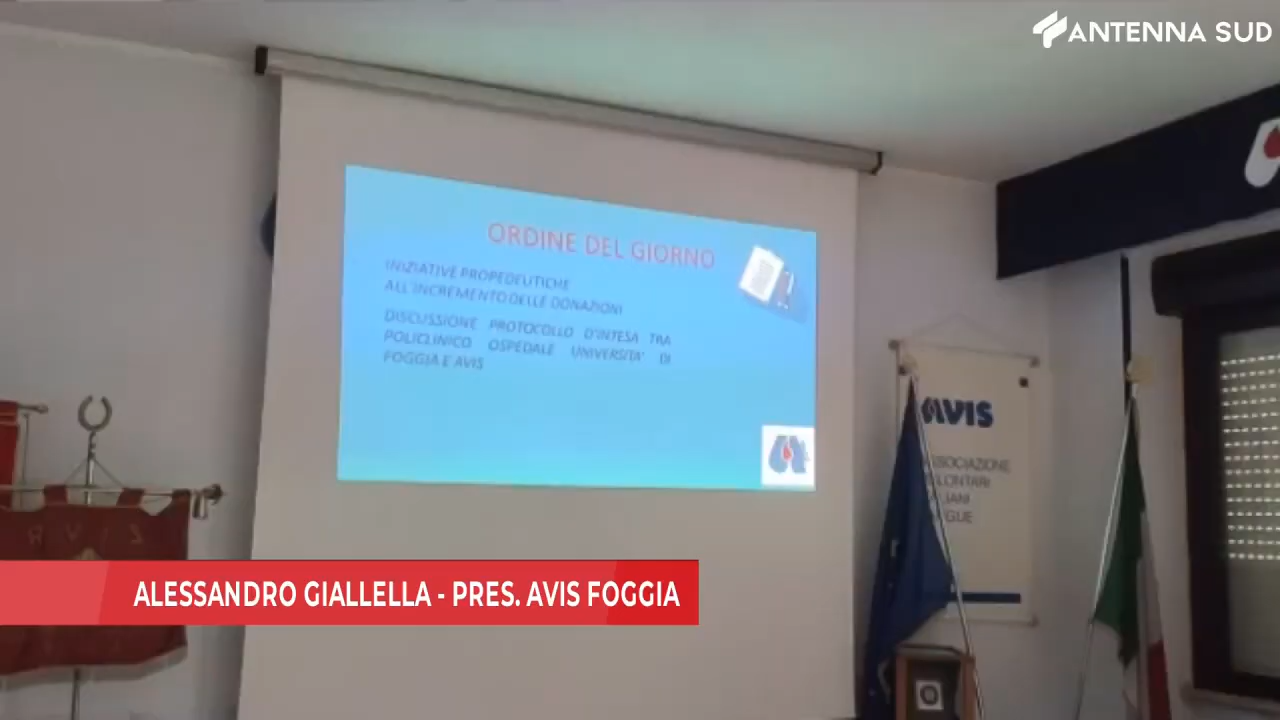 ANTENNA SUD
ORDINE DEL GIORNO
INIZIATIVE PROPEDEUTICHE
ALL'INCREMENTO DELLE DONAZIONI
DISCUSSIONE PROTOCOLLO D'INTESA TRA
POLICLINICO OSPEDALE UNIVERSITA' DI
FOGGIA E AVIS
AVIS
ASSOCIAZIONE
ALESSANDRO GIALLELLA - PRES. AVIS FOGGIA